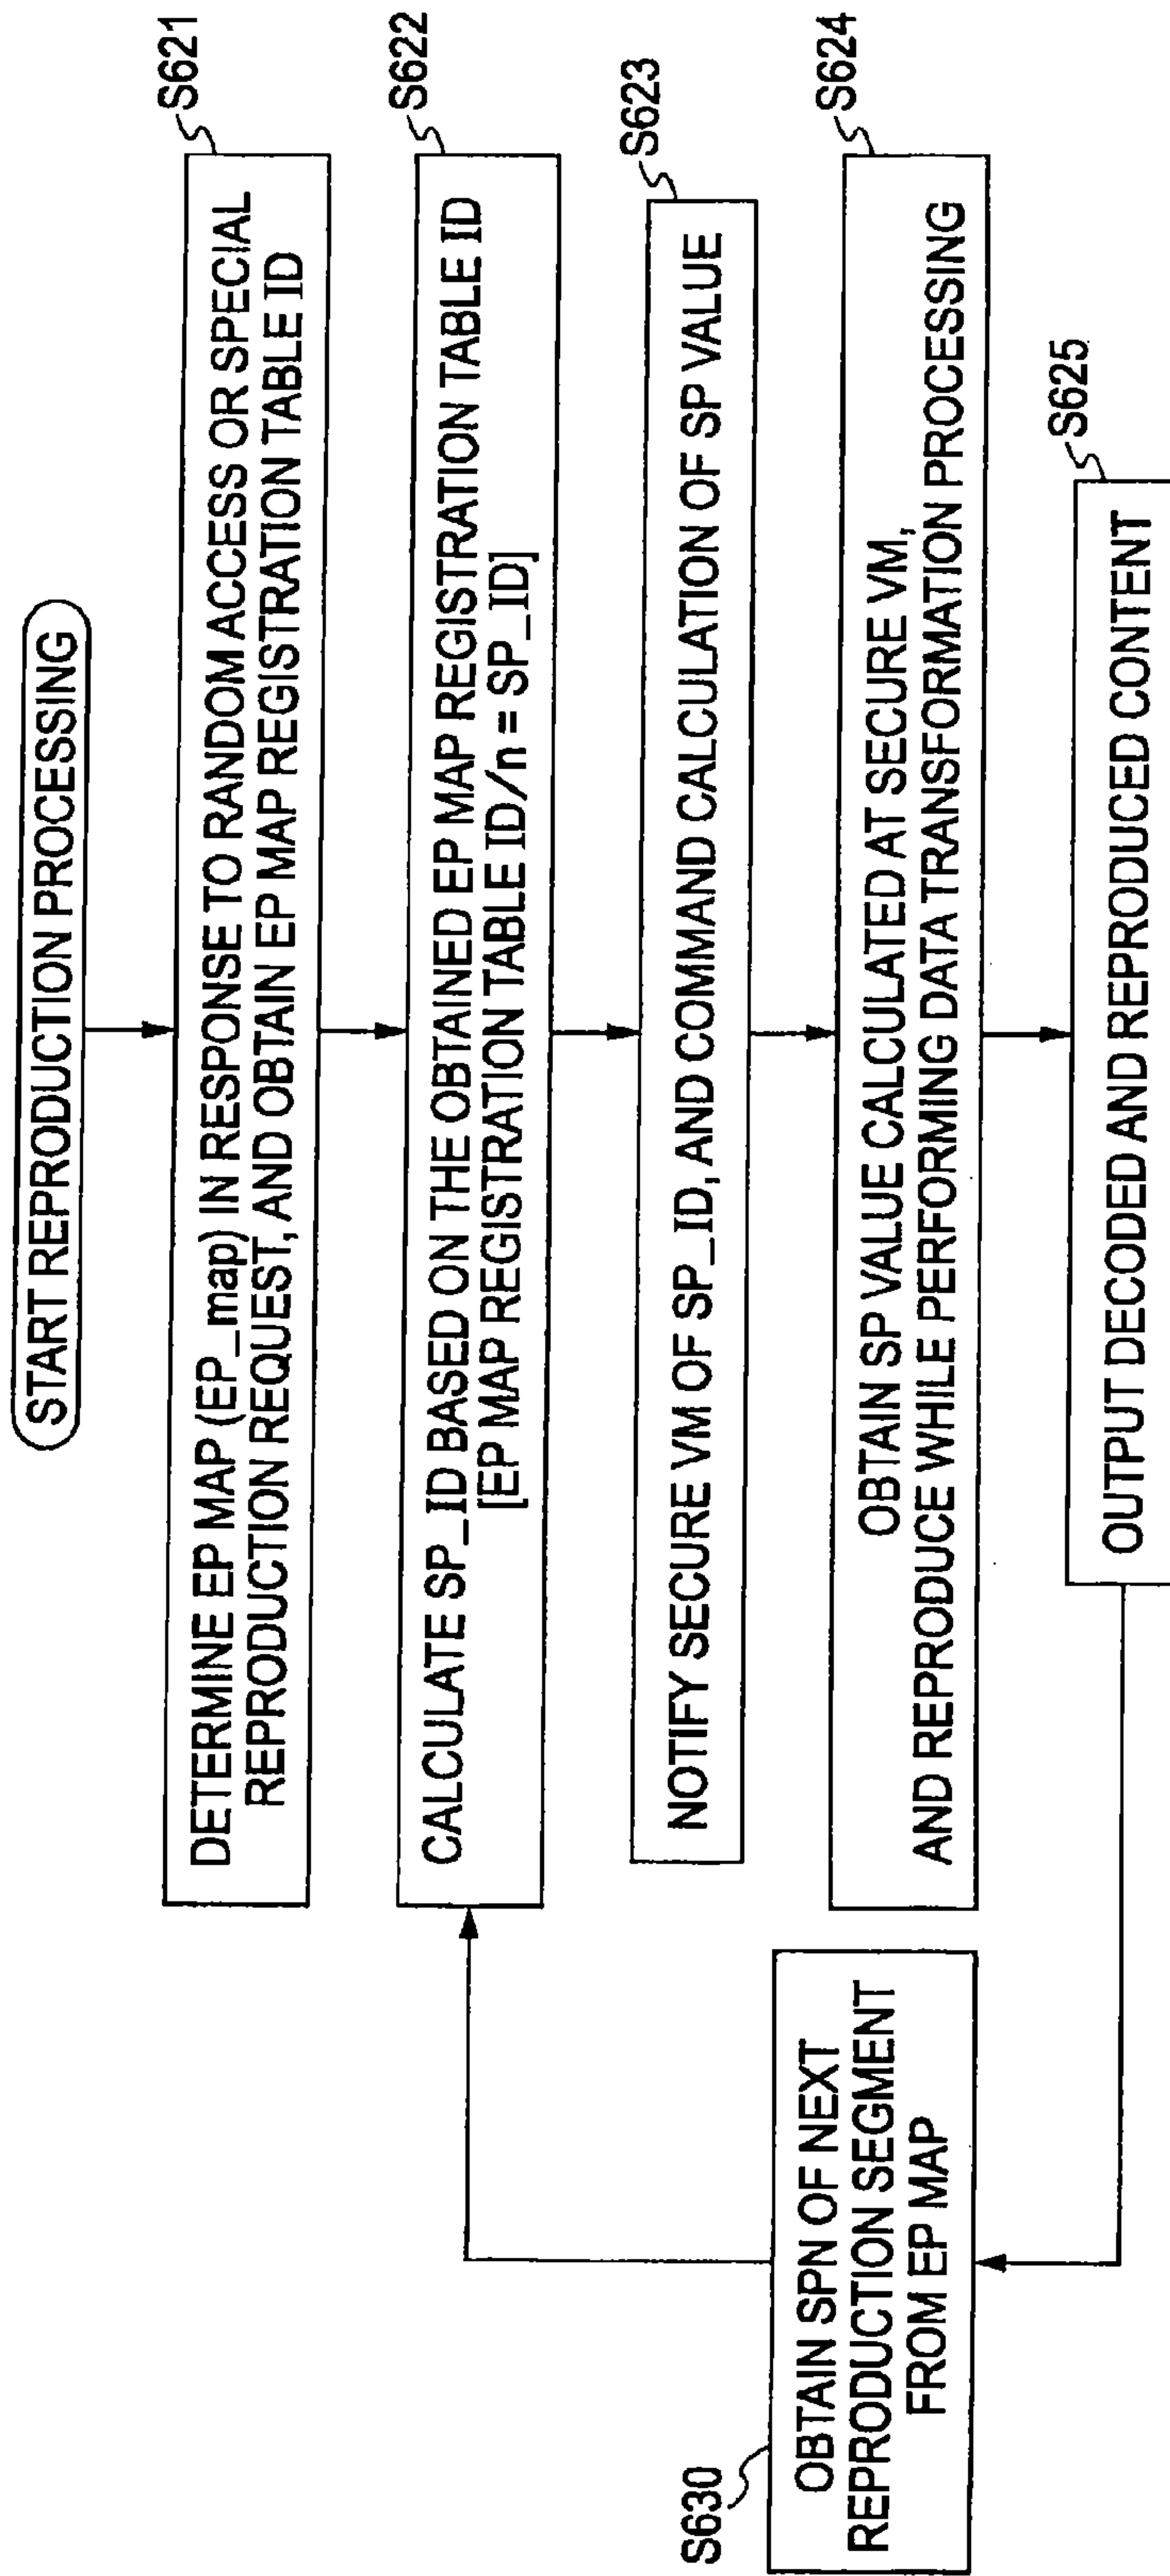 START REPRODUCTION PROCESSING
S621
DETERMINE EP MAP (EP_map) IN RESPONSE TO RANDOM ACCESS OR SPECIAL
REPRODUCTION REQUEST, AND OBTAIN EP MAP REGISTRATION TABLE ID
S622
CALCULATE SP_ID BASED ON THE OBTAINED EP MAP REGISTRATION TABLE ID
[EP MAP REGISTRATION TABLE ID/n = SP_ID]
S623
NOTIFY SECURE VM OF SP_ID, AND COMMAND CALCULATION OF SP VALUE
S624
OBTAIN SP VALUE CALCULATED AT SECURE VM,
AND REPRODUCE WHILE PERFORMING DATA TRANSFORMATION PROCESSING
S625
OUTPUT DECODED AND REPRODUCED CONTENT
S630
OBTAIN SPN OF NEXT
REPRODUCTION SEGMENT
FROM EP MAP